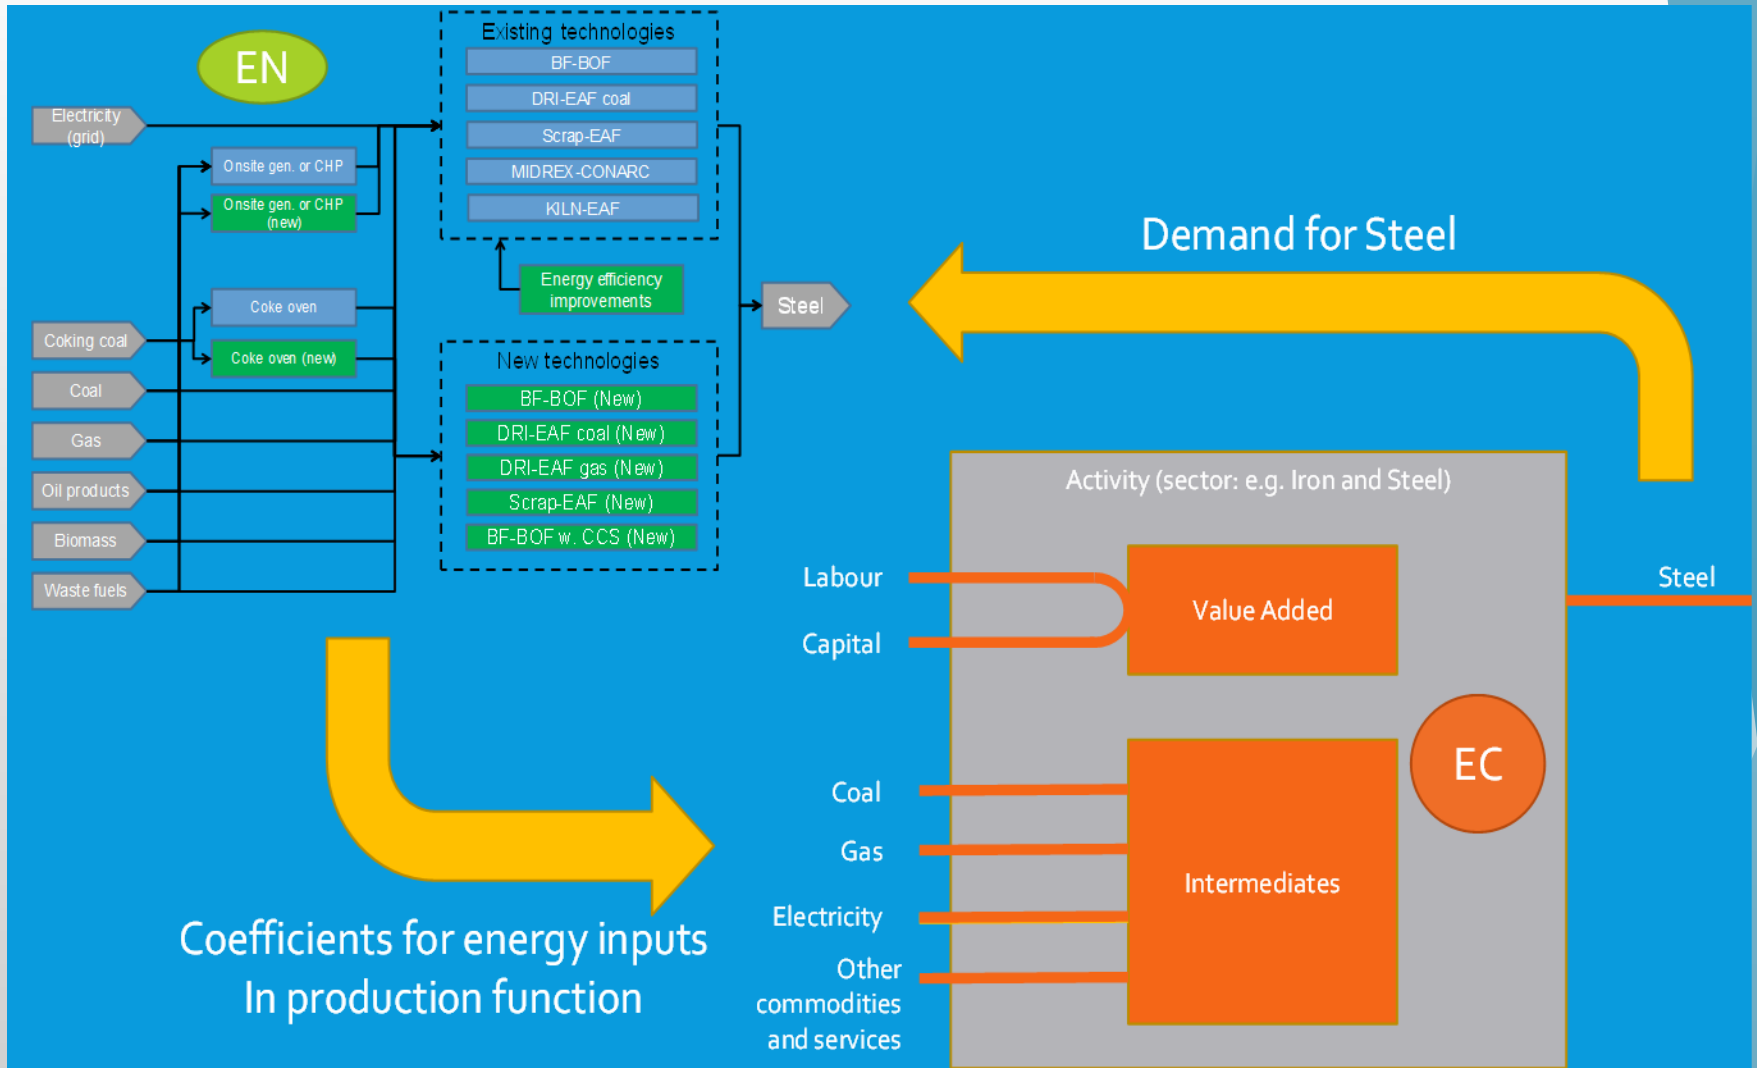 EN
Electricity
(grid)
Onsite gen. or CHP
Onsite gen. or CHP
(new)
Coke oven
Coke oven (new)
Coking coal
Coal
Gas
Oil products
Biomass
Waste fuels
Existing technologies
BF-BOF
DRI-EAF coal
Scrap-EAF
MIDREX-CONARC
KILN-EAF
Energy efficiency
improvements
New technologies
BF-BOF (New)
DRI-EAF coal (New)
DRI-EAF gas (New)
Scrap-EAF (New)
BF-BOF w. CCS (New)
Steel
Demand for Steel
Coefficients for energy inputs
In production function
Activity (sector: e.g. Iron and Steel)
Labour
Capital
Value Added
Steel
EC
Coal
Gas
Electricity
Other
commodities
and services
Intermediates